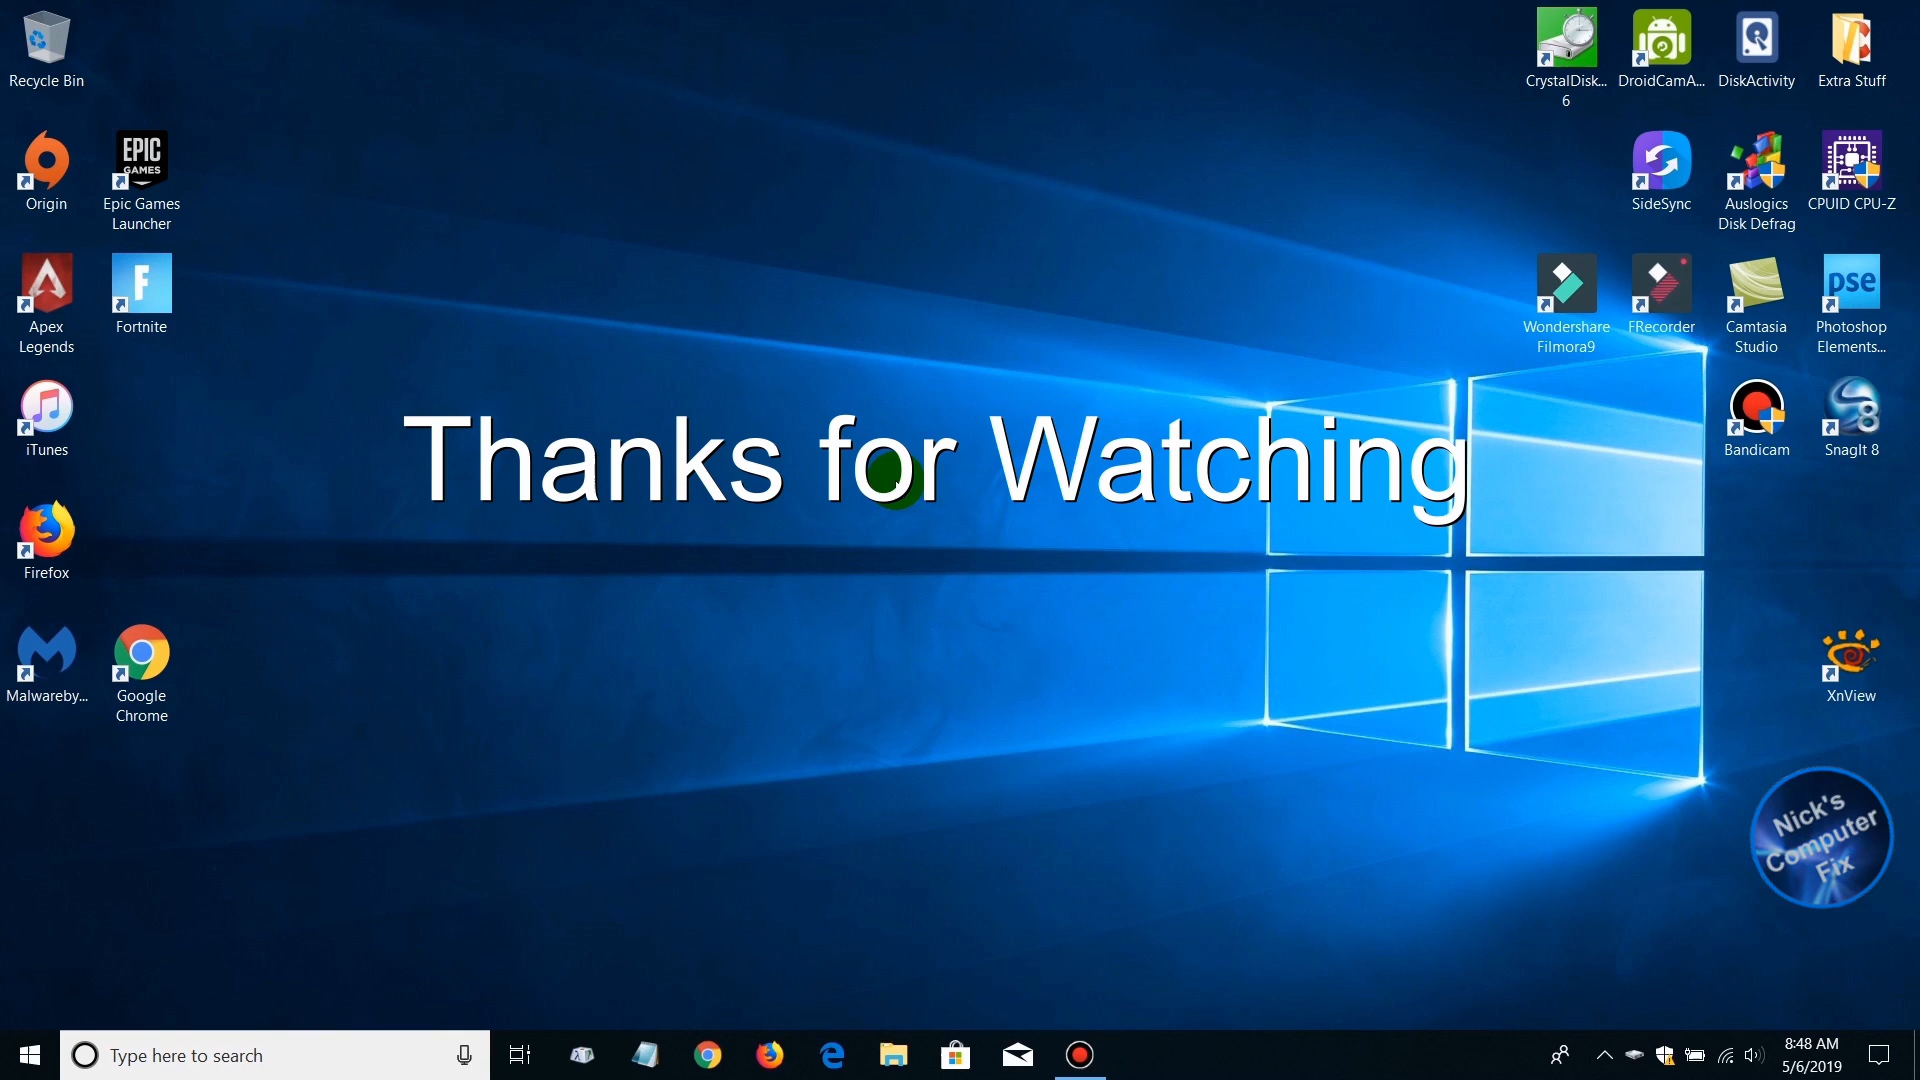 Recycle Bin
CrystalDisk...
6
DroidCamA...
DiskActivity
Extra Stuff
Origin
EPIC
GAMES
Epic Games
Launcher
SideSync
Auslogics
Disk Defrag
CPUID CPU-Z
Apex
Legends
F
Fortnite
Wondershare
Filmora9
FRecorder
Camtasia
Studio
pse
Photoshop
Elements...
Thanks for Watching
iTunes
Bandicam
8
SnagIt 8
Firefox
Malwareby...
Google
Chrome
XnView
Nick's
Computer
Fix
Type here to search
8:48 AM
5/6/2019